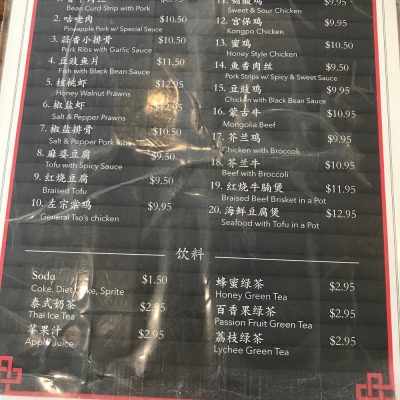 Bead Curd Strip with Pork $9.95
2. 咕咾肉 $10.50
Pineapple Pork w/ Special Sauce
3. 蒜香小排骨 $10.50
Pork Ribs with Garlic Sauce
4. 豆豉鱼片 $11.50
Fish with Black Bean Sauce
5. 核桃虾 $12.95
Honey Walnut Prawns
6. 椒盐虾 $12.95
Salt & Pepper Prawns
7. 椒盐排骨 $10.50
Salt & Pepper Pork Ribs
8. 麻婆豆腐 $9.50
Tofu with Spicy Sauce
9. 红烧豆腐 $9.50
Braised Tofu
10. 左宗棠鸡 $9.95
General Tso's chicken
$9.95
Sweet & Sour Chicken
12. 宫保鸡 $9.95
Kongpo Chicken
13. 蜜鸡 $10.50
Honey Style Chicken
14. 鱼香肉丝 $9.50
Pork Strips w/ Spicy & Sweet Sauce
15. 豆豉鸡 $9.95
Chicken with Black Bean Sauce
16. 蒙古牛 $10.95
Mongolia Beef
17. 芥兰鸡 $9.95
Chicken with Broccoli
18. 芥兰牛 $10.95
Beef with Broccoli
19. 红烧牛腩煲 $11.95
Braised Beef Brisket in a Pot
20. 海鲜豆腐煲 $12.95
Seafood with Tofu in a Pot
饮料
Soda $1.50
Coke, Diet Coke, Sprite
泰式奶茶 $2.95
Thai Ice Tea
苹果汁 $2.95
Apple Juice
蜂蜜绿茶 $2.95
Honey Green Tea
百香果绿茶 $2.95
Passion Fruit Green Tea
荔枝绿茶 $2.95
Lychee Green Tea